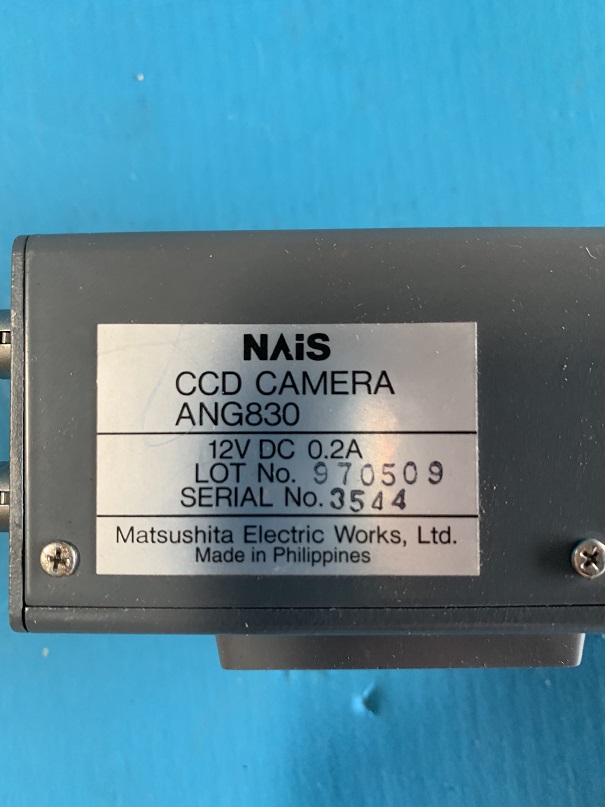 NAiS
CCD CAMERA
ANG830
12V DC 0.2A
LOT No. 970509
SERIAL No. 3544
Matsushita Electric Works, Ltd.
Made in Philippines